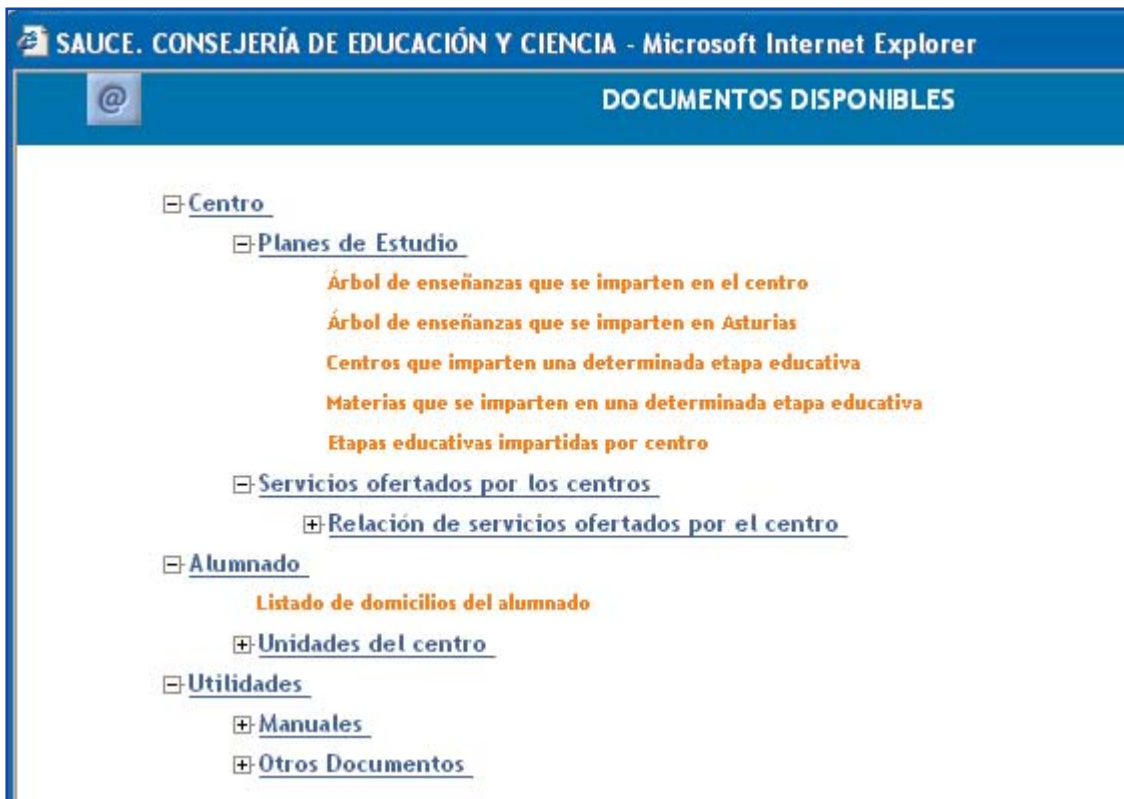 SAUCE. CONSEJERÍA DE EDUCACIÓN Y CIENCIA - Microsoft Internet Explorer
@ DOCUMENTOS DISPONIBLES
Centro
Planes de Estudio
Árbol de enseñanzas que se imparten en el centro
Árbol de enseñanzas que se imparten en Asturias
Centros que imparten una determinada etapa educativa
Materias que se imparten en una determinada etapa educativa
Etapas educativas impartidas por centro
Servicios ofertados por los centros
Relación de servicios ofertados por el centro
Alumnado
Listado de domicilios del alumnado
Unidades del centro
Utilidades
Manuales
Otros Documentos